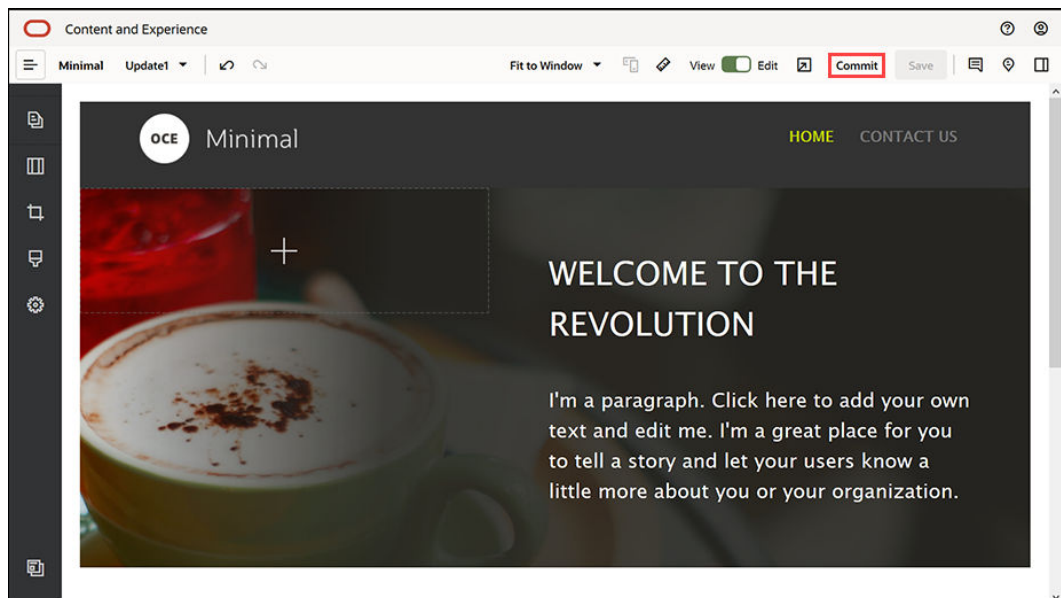 Content and Experience
Minimal Update1 Fit to Window View Edit Commit Save
OCE Minimal HOME CONTACT US
WELCOME TO THE
REVOLUTION
I'm a paragraph. Click here to add your own
text and edit me. I'm a great place for you
to tell a story and let your users know a
little more about you or your organization.